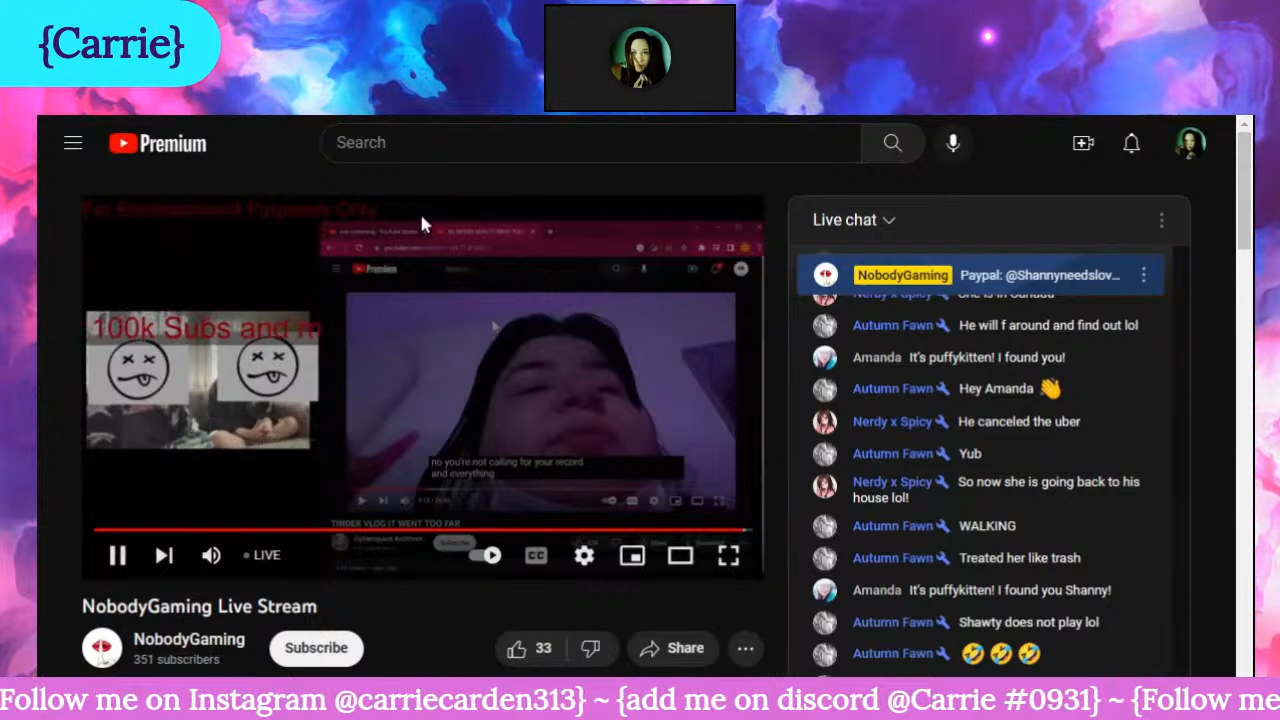 {Carrie}
Premium
Search
For Entertainment Purposes Only
100k Subs and m
Premium
no you're not calling for your record
and everything
TINDER VLOG IT WENT TOO FAR
Subscribe
LIVE
CC
NobodyGaming Live Stream
NobodyGaming
351 subscribers
Subscribe
33
Share
Live chat
NobodyGaming Paypal: @Shannyneedslov...
Nerdy x Spicy She is in Canada
Autumn Fawn He will f around and find out lol
Amanda It's puffykitten! I found you!
Autumn Fawn Hey Amanda 👋
Nerdy x Spicy He canceled the uber
Autumn Fawn Yub
Nerdy x Spicy So now she is going back to his
house lol!
Autumn Fawn WALKING
Autumn Fawn Treated her like trash
Amanda It's puffykitten! I found you Shanny!
Autumn Fawn Shawty does not play lol
Autumn Fawn 🤣🤣🤣
Follow me on Instagram @carriecarden313} ~ {add me on discord @Carrie #0931} ~ {Follow me